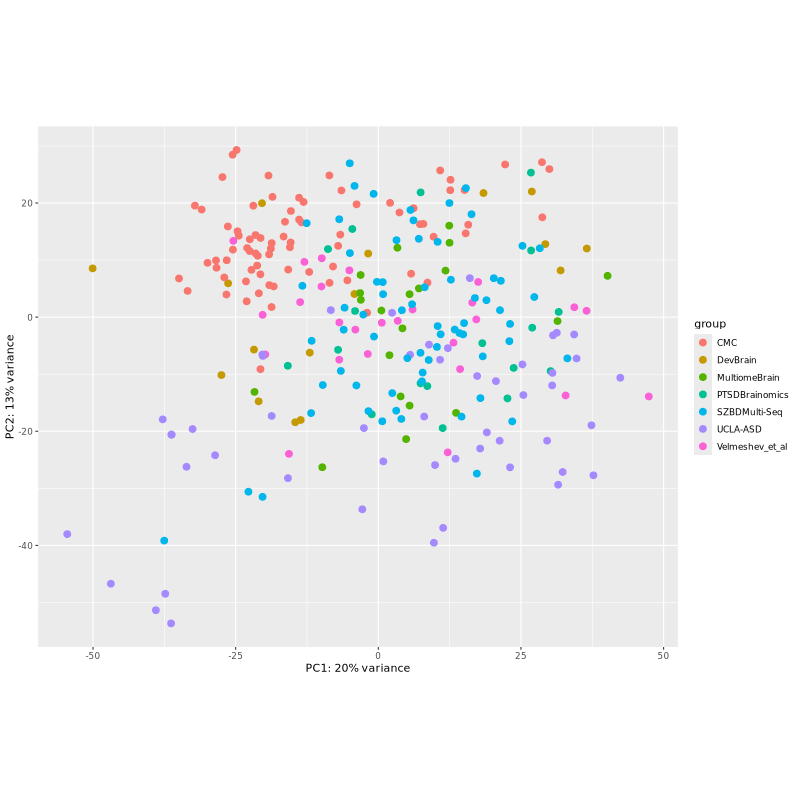 20
0
-20
-40
-50
-25
0
25
50
PC1: 20% variance
PC2: 13% variance
group
CMC
DevBrain
MultiomeBrain
PTSDBrainomics
SZBDMulti-Seq
UCLA-ASD
Velmeshev_et_al